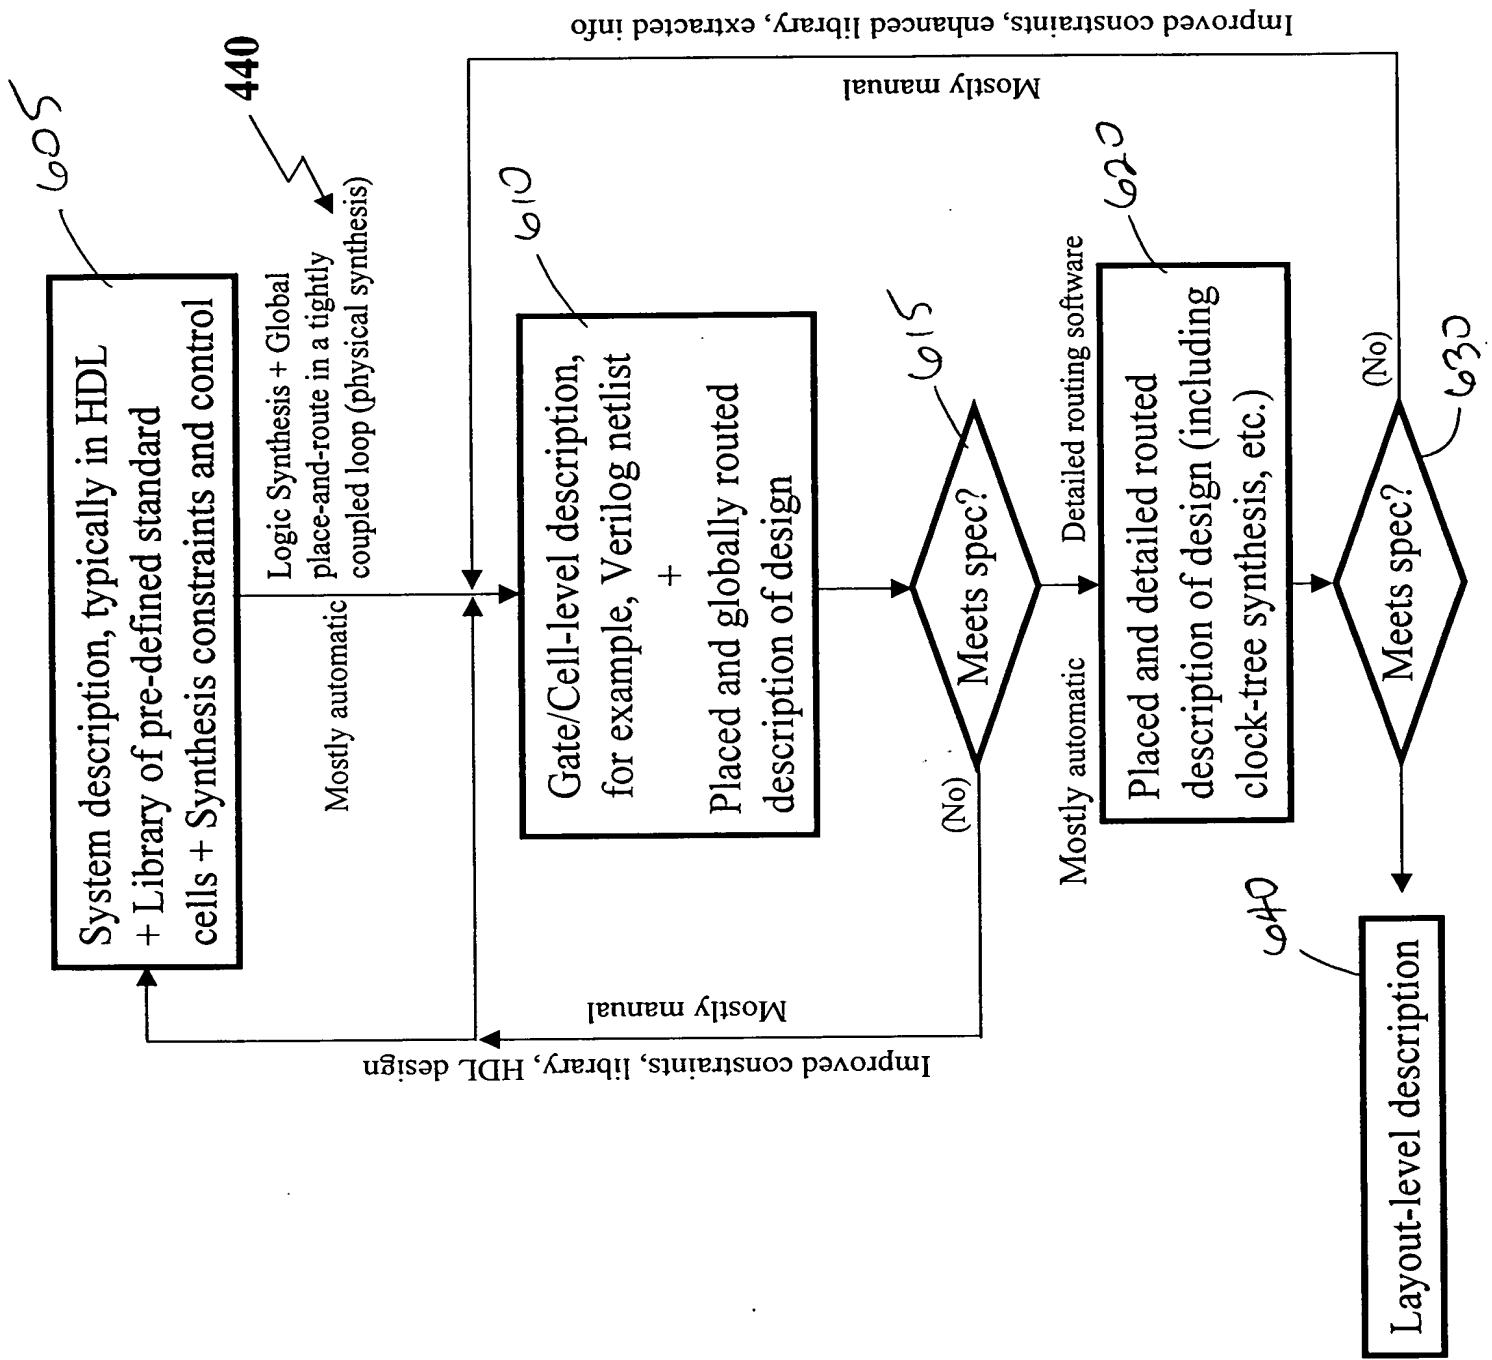 605
System description, typically in HDL
+ Library of pre-defined standard
cells + Synthesis constraints and control
440
Logic Synthesis + Global
place-and-route in a tightly
coupled loop (physical synthesis)
Mostly automatic
610
Gate/Cell-level description,
for example, Verilog netlist
+
Placed and globally routed
description of design
615
Meets spec?
(No)
Mostly manual
Improved constraints, library, HDL design
Mostly automatic
Detailed routing software
620
Placed and detailed routed
description of design (including
clock-tree synthesis, etc.)
630
Meets spec?
(No)
Mostly manual
Improved constraints, enhanced library, extracted info
640
Layout-level description